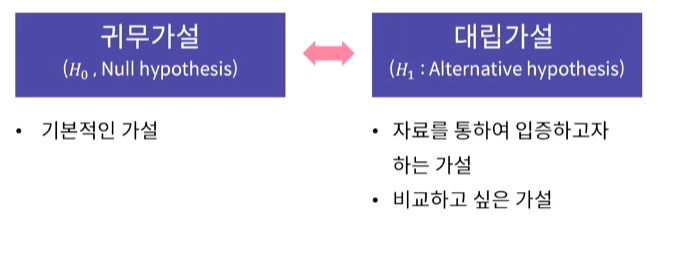 귀무가설
(H₀ , Null hypothesis)
• 기본적인 가설
대립가설
(H₁ : Alternative hypothesis)
• 자료를 통하여 입증하고자
하는 가설
• 비교하고 싶은 가설